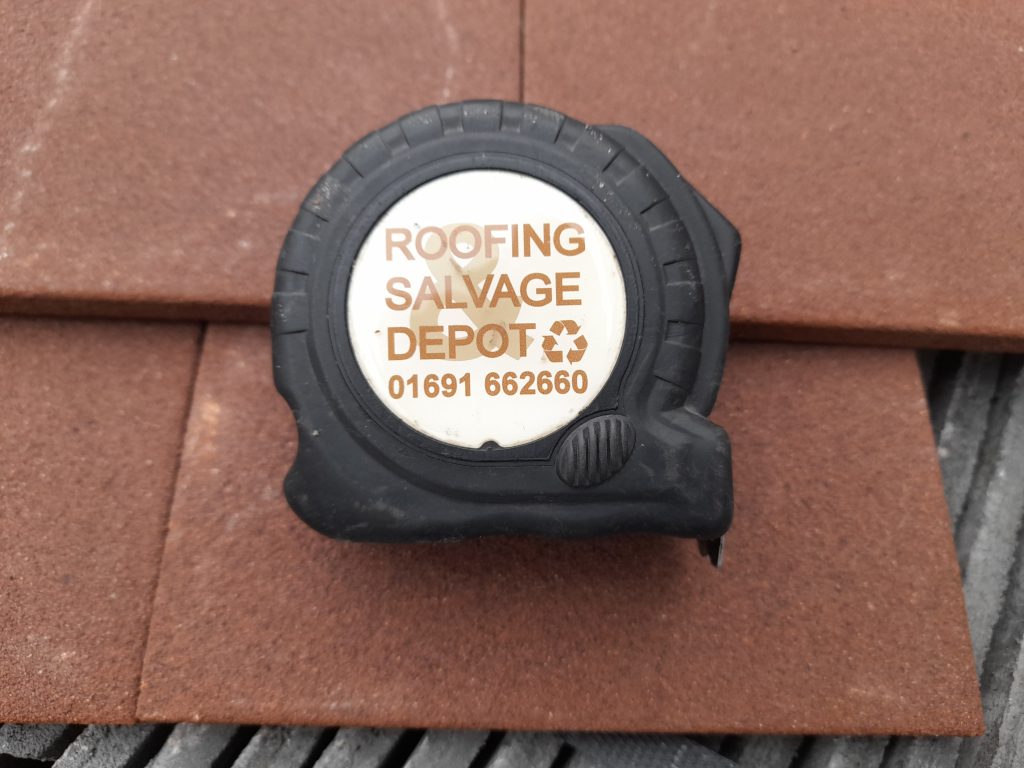 ROOFING
SALVAGE
DEPOT
01691 662660